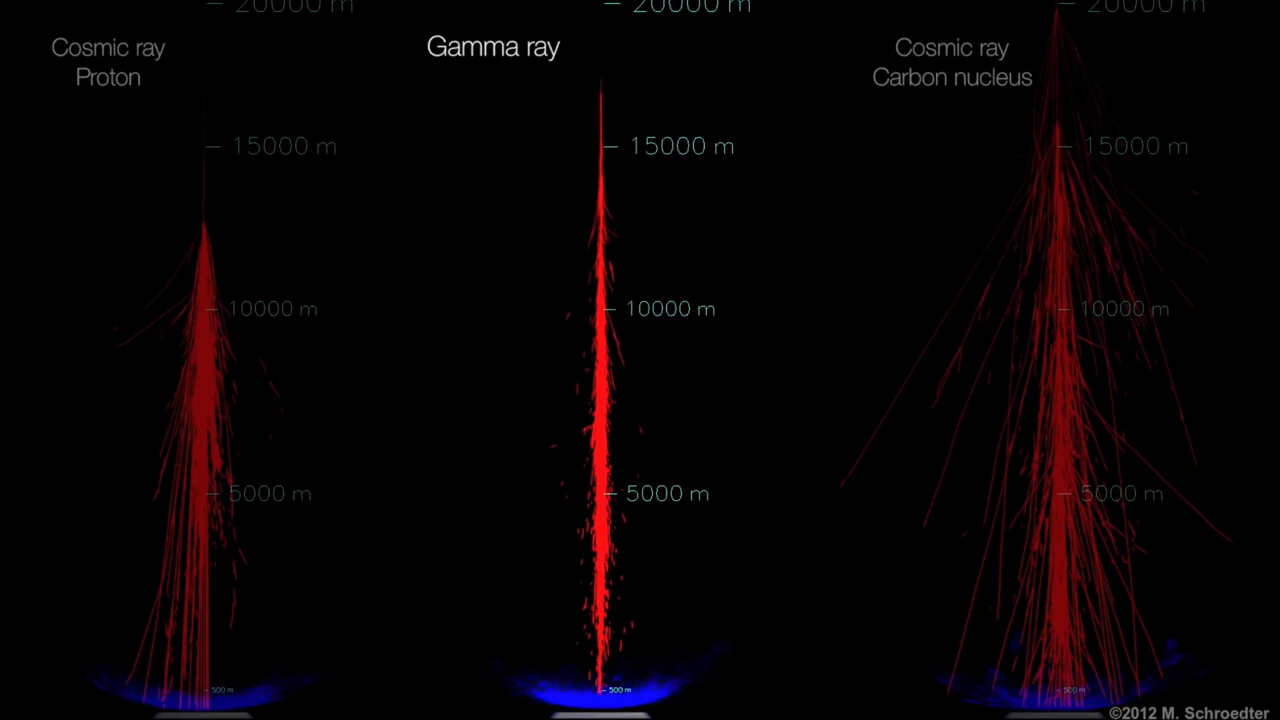 20000 m
20000 m
20000 m
Cosmic ray
Proton
Gamma ray
Cosmic ray
Carbon nucleus
15000 m
15000 m
15000 m
10000 m
10000 m
10000 m
5000 m
5000 m
5000 m
500 m
500 m
500 m
©2012 M. Schroedter